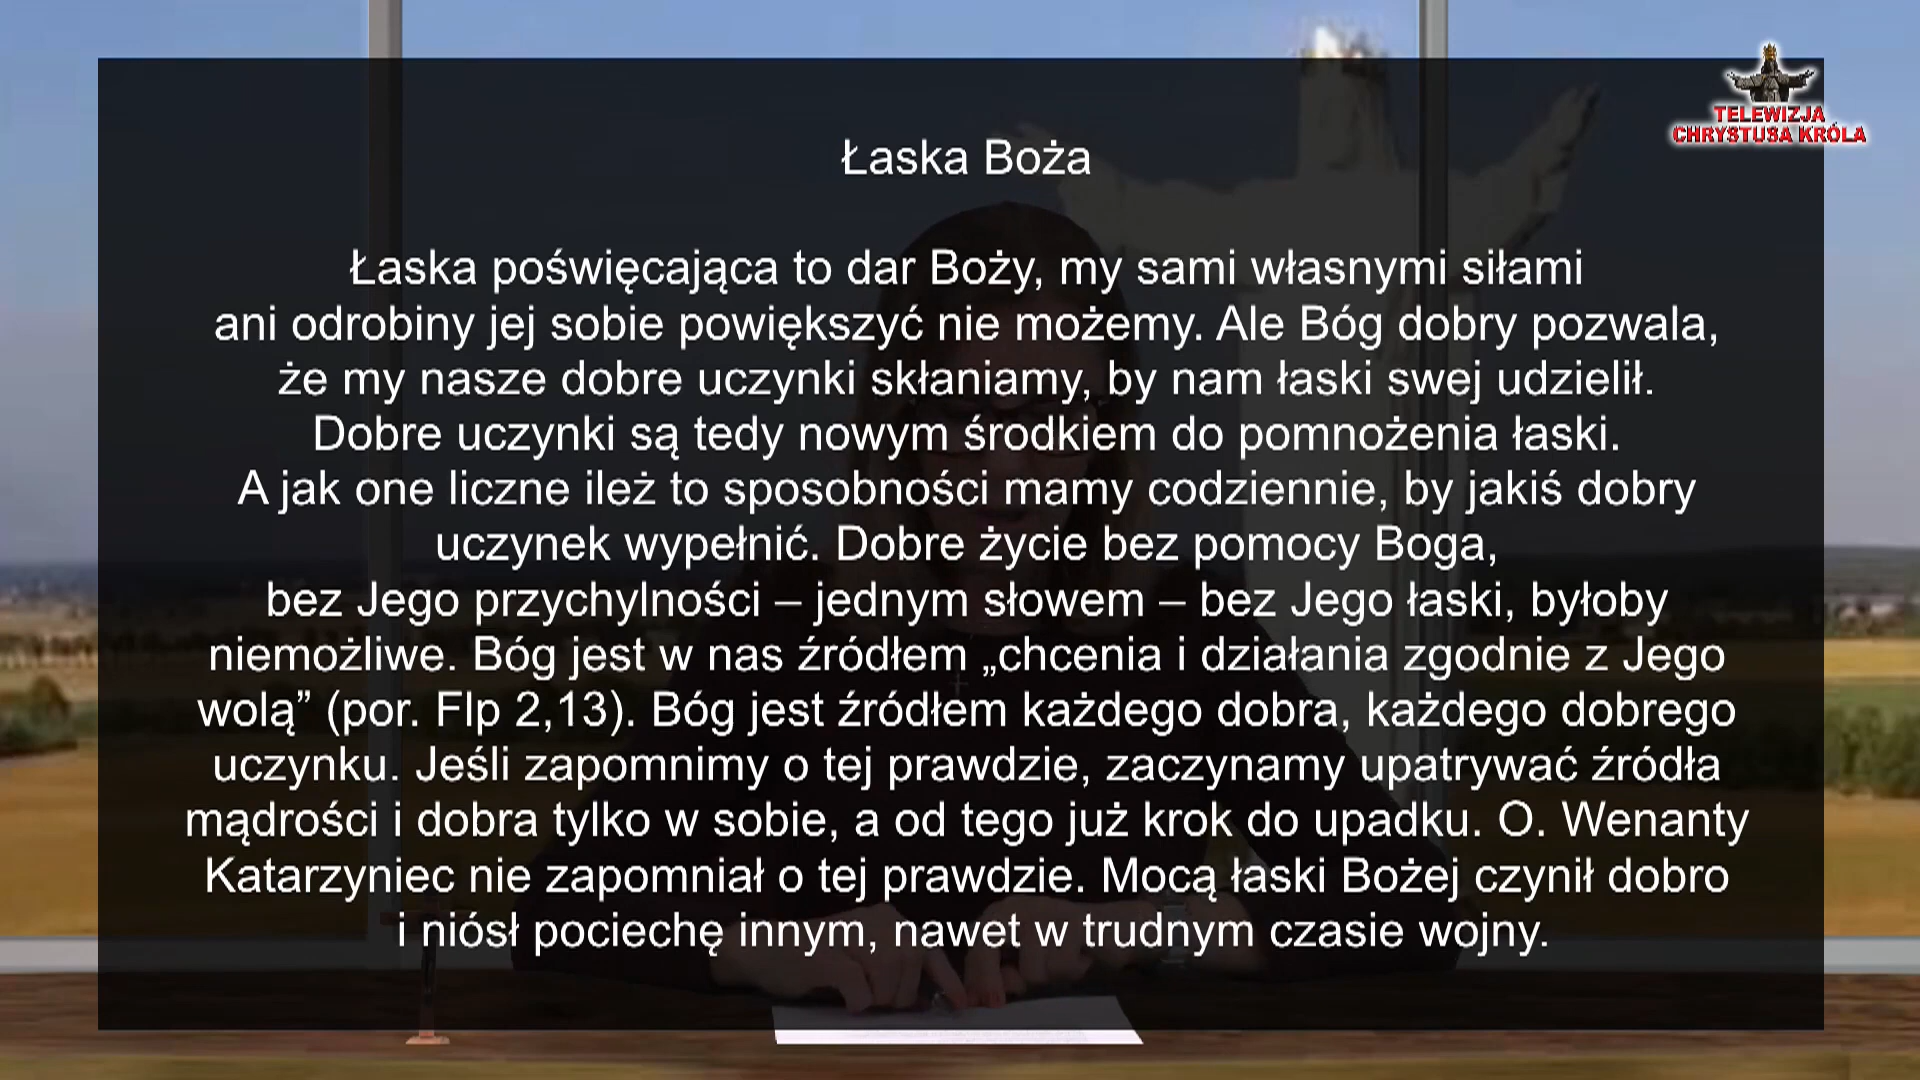 TELEWIZJA
CHRYSTUSA KRÓLA
Łaska Boża
Łaska poświęcająca to dar Boży, my sami własnymi siłami
ani odrobiny jej sobie powiększyć nie możemy. Ale Bóg dobry pozwala,
że my nasze dobre uczynki skłaniamy, by nam łaski swej udzielił.
Dobre uczynki są tedy nowym środkiem do pomnożenia łaski.
A jak one liczne ileż to sposobności mamy codziennie, by jakiś dobry
uczynek wypełnić. Dobre życie bez pomocy Boga,
bez Jego przychylności – jednym słowem – bez Jego łaski, byłoby
niemożliwe. Bóg jest w nas źródłem „chcenia i działania zgodnie z Jego
wolą” (por. Flp 2,13). Bóg jest źródłem każdego dobra, każdego dobrego
uczynku. Jeśli zapomnimy o tej prawdzie, zaczynamy upatrywać źródła
mądrości i dobra tylko w sobie, a od tego już krok do upadku. O. Wenanty
Katarzyniec nie zapomniał o tej prawdzie. Mocą łaski Bożej czynił dobro
i niósł pociechę innym, nawet w trudnym czasie wojny.